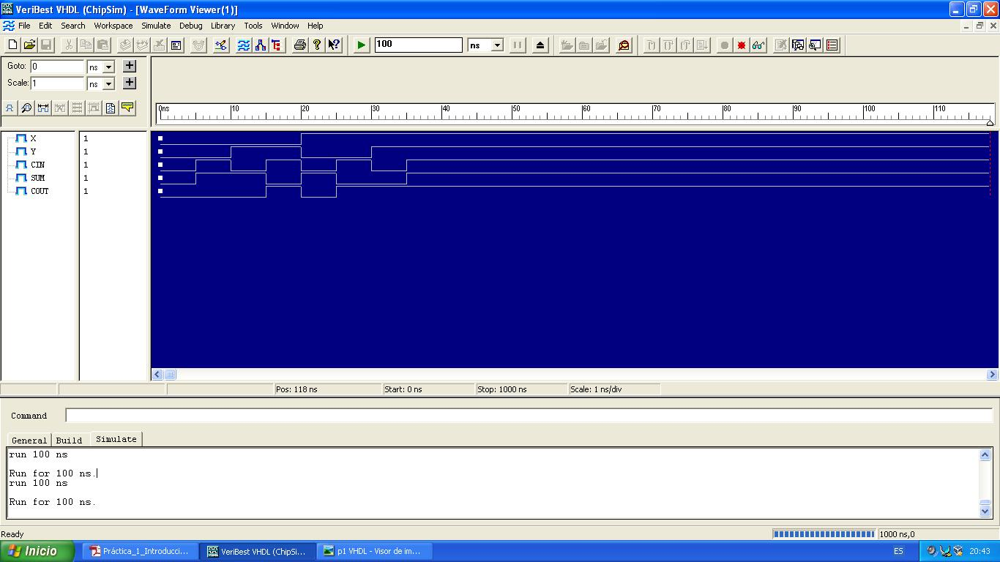 VeriBest VHDL (ChipSim) - [WaveForm Viewer(1)]
File Edit Search Workspace Simulate Debug Library Tools Window Help
100 ns
Goto: 0 ns
Scale: 1 ns
0ns 10 20 30 40 50 60 70 80 90 100 110
X 1
Y 1
CIN 1
SUM 1
COUT 1
Pos: 118 ns Start: 0 ns Stop: 1000 ns Scale: 1 ns/div
Command
General Build Simulate
run 100 ns
Run for 100 ns.
run 100 ns
Run for 100 ns.
Ready 1000 ns,0
Inicio Práctica_1_Introducci... VeriBest VHDL (ChipSi... p1 VHDL - Visor de im... ES 20:43